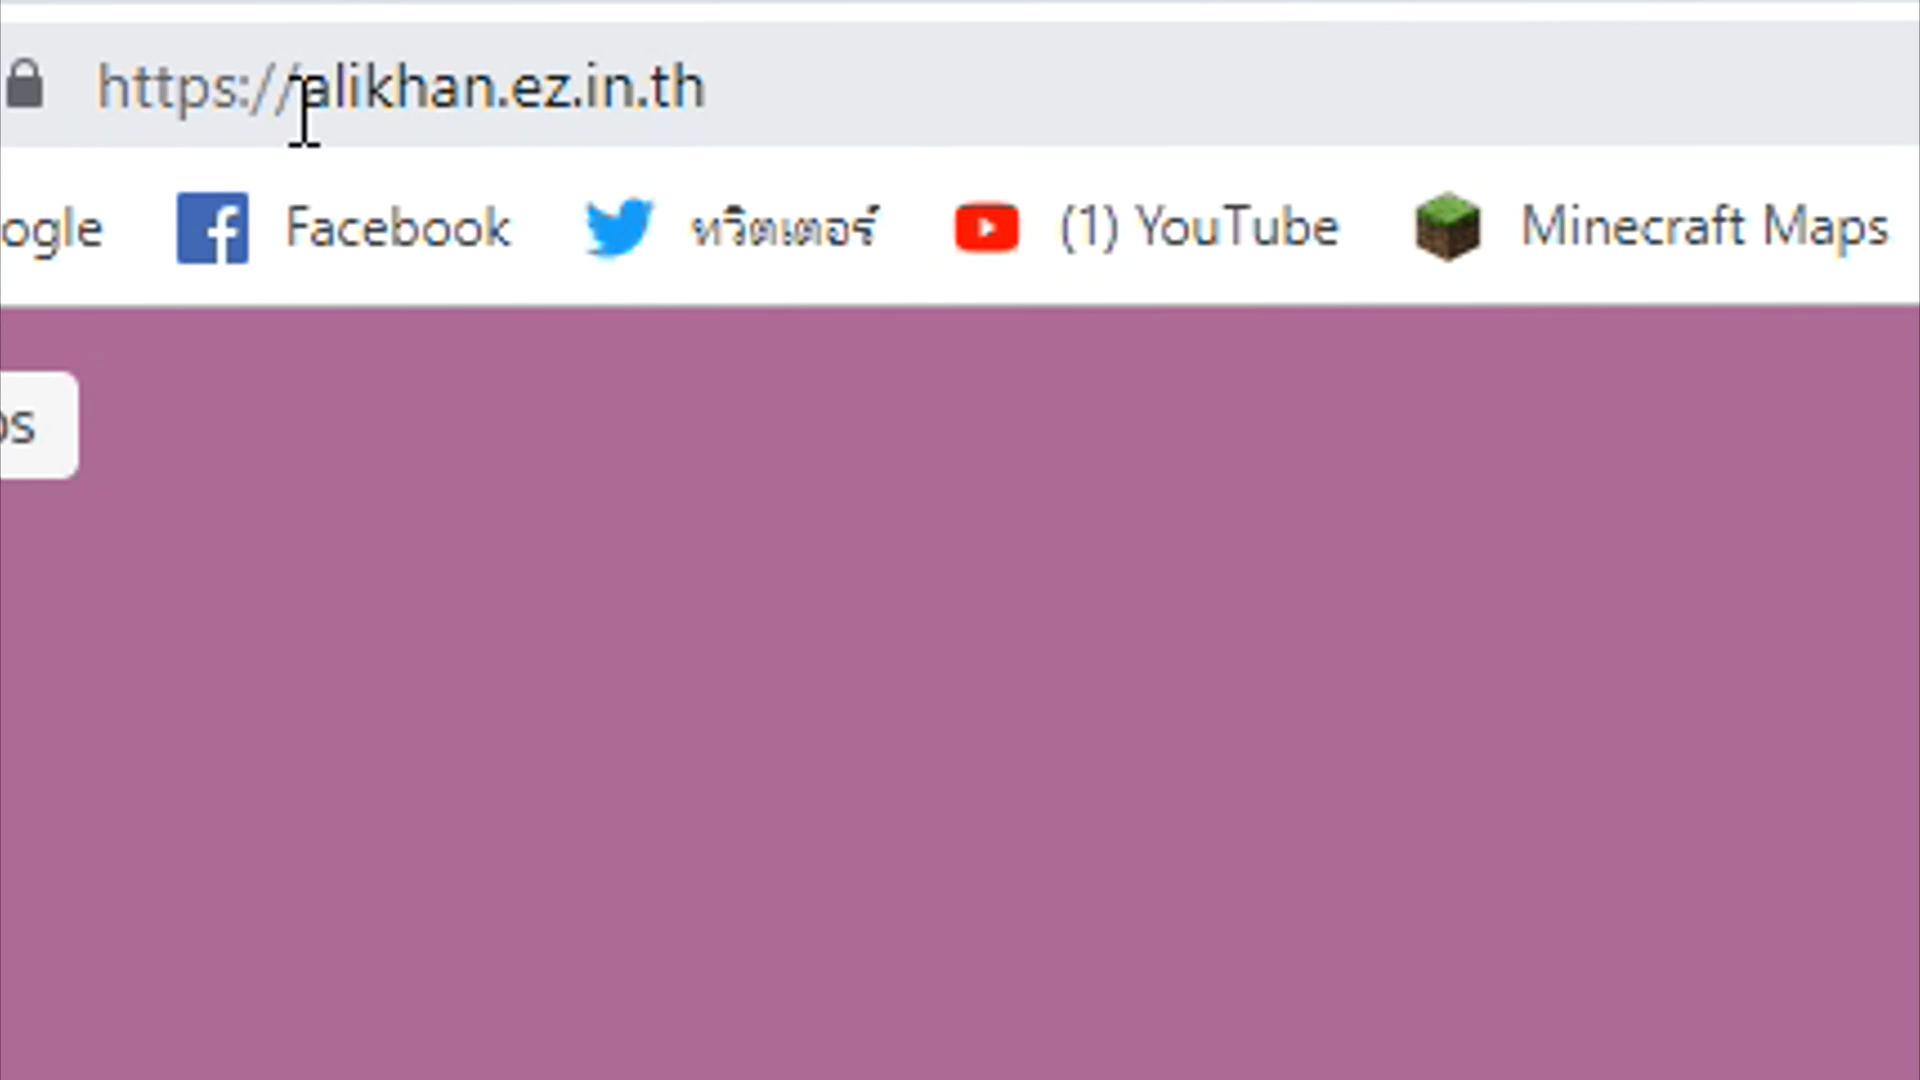 https://alikhan.ez.in.th
ogle Facebook ทวิตเตอร์ (1) YouTube Minecraft Maps
os